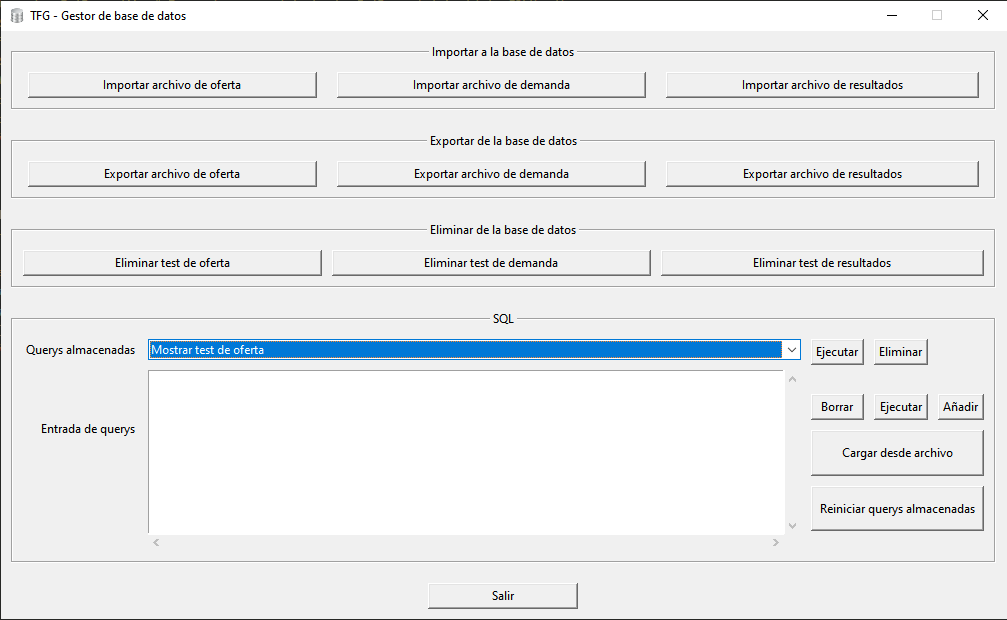 TFG - Gestor de base de datos
Importar a la base de datos
Importar archivo de oferta
Importar archivo de demanda
Importar archivo de resultados
Exportar de la base de datos
Exportar archivo de oferta
Exportar archivo de demanda
Exportar archivo de resultados
Eliminar de la base de datos
Eliminar test de oferta
Eliminar test de demanda
Eliminar test de resultados
SQL
Querys almacenadas
Mostrar test de oferta
Ejecutar
Eliminar
Entrada de querys
Borrar
Ejecutar
Añadir
Cargar desde archivo
Reiniciar querys almacenadas
Salir